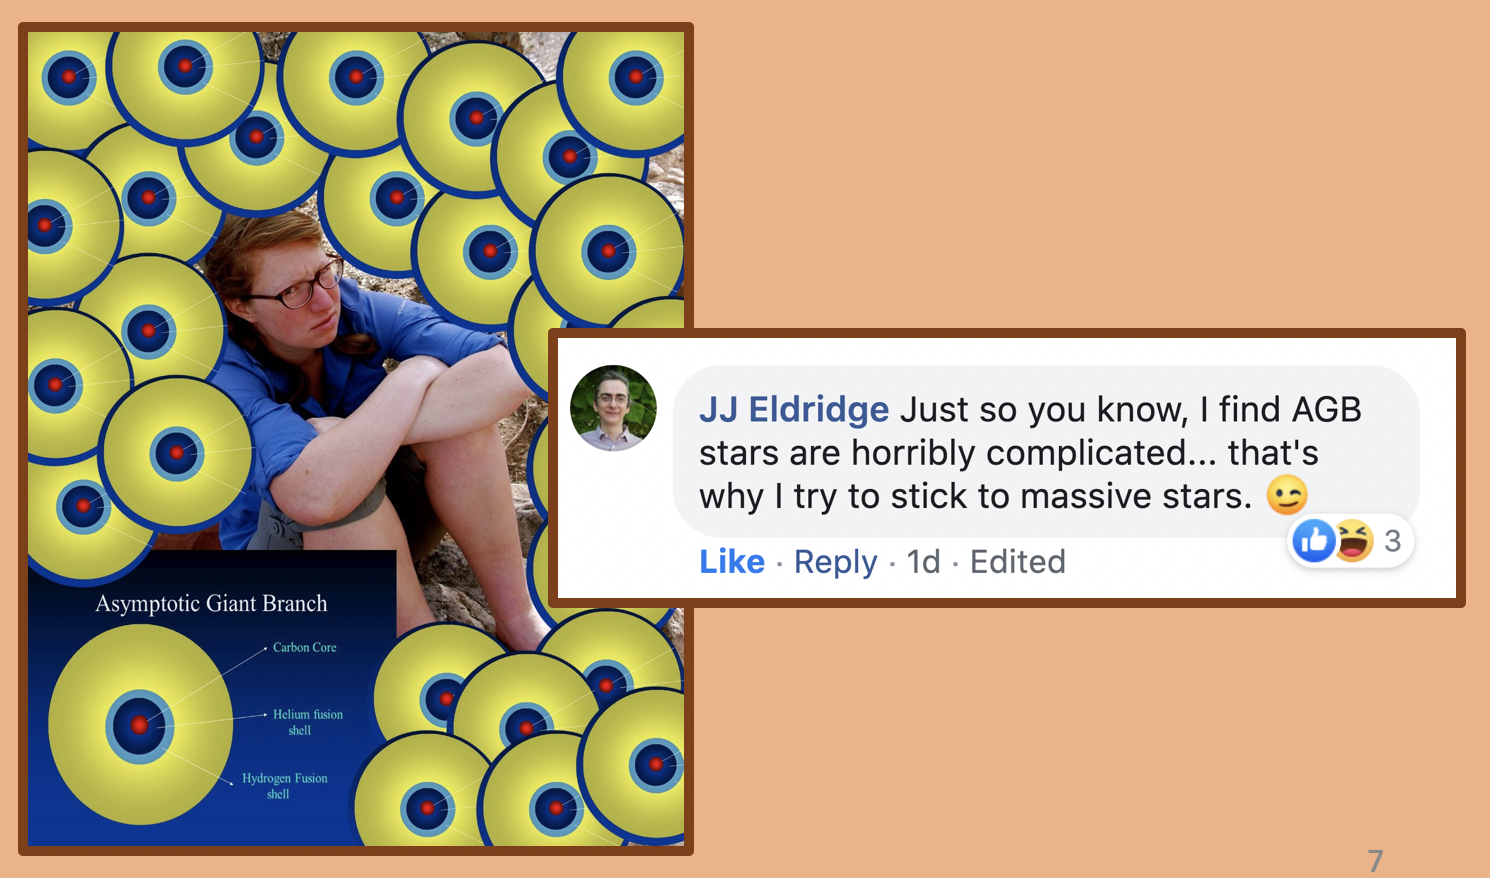 Asymptotic Giant Branch
Carbon Core
Helium fusion
shell
Hydrogen Fusion
shell
JJ Eldridge Just so you know, I find AGB
stars are horribly complicated... that's
why I try to stick to massive stars. 😉
3
Like · Reply · 1d · Edited
7